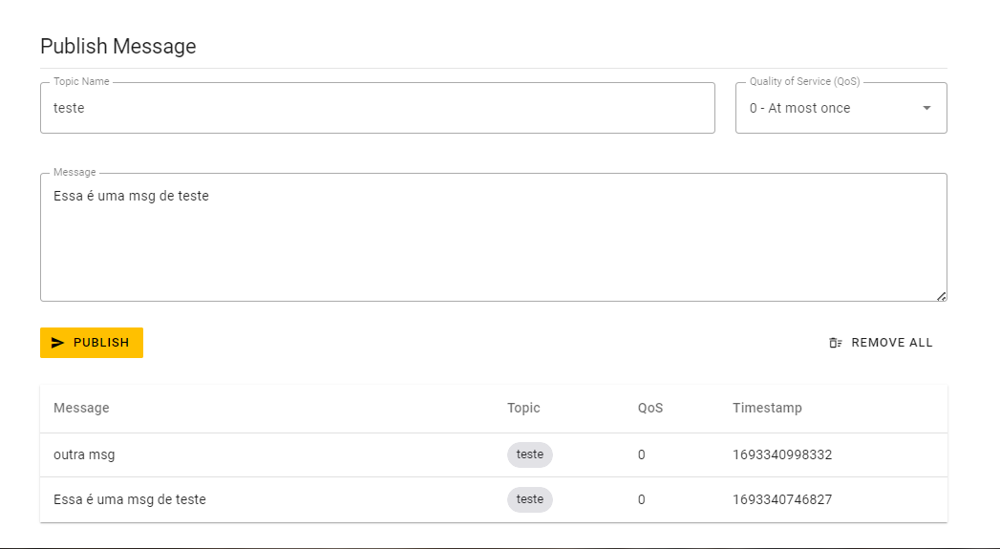 Publish Message
Topic Name
Quality of Service (QoS)
teste
0 - At most once
Message
Essa é uma msg de teste
PUBLISH
REMOVE ALL
Message Topic QoS Timestamp
outra msg teste 0 1693340998332
Essa é uma msg de teste teste 0 1693340746827